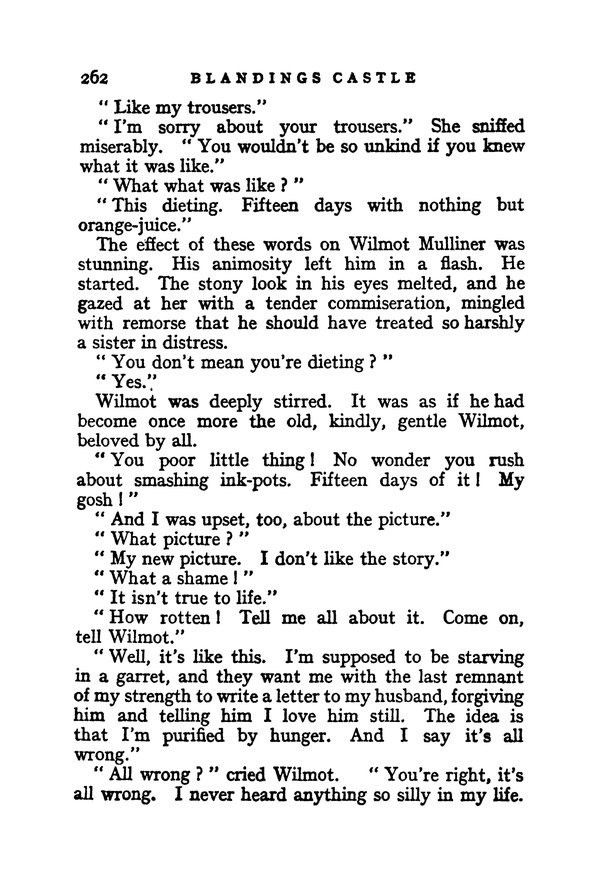 262 BLANDINGS CASTLE
“ Like my trousers.”
“ I'm sorry about your trousers.” She sniffed
miserably. “ You wouldn't be so unkind if you knew
what it was like.”
“ What what was like ? ”
“ This dieting. Fifteen days with nothing but
orange-juice.”
The effect of these words on Wilmot Mulliner was
stunning. His animosity left him in a flash. He
started. The stony look in his eyes melted, and he
gazed at her with a tender commiseration, mingled
with remorse that he should have treated so harshly
a sister in distress.
“ You don't mean you're dieting ? ”
“ Yes.”
Wilmot was deeply stirred. It was as if he had
become once more the old, kindly, gentle Wilmot,
beloved by all.
“ You poor little thing ! No wonder you rush
about smashing ink-pots. Fifteen days of it ! My
gosh ! ”
“ And I was upset, too, about the picture.”
“ What picture ? ”
“ My new picture. I don't like the story.”
“ What a shame ! ”
“ It isn't true to life.”
“ How rotten ! Tell me all about it. Come on,
tell Wilmot.”
“ Well, it's like this. I'm supposed to be starving
in a garret, and they want me with the last remnant
of my strength to write a letter to my husband, forgiving
him and telling him I love him still. The idea is
that I'm purified by hunger. And I say it's all
wrong.”
“ All wrong ? ” cried Wilmot. “ You're right, it's
all wrong. I never heard anything so silly in my life.